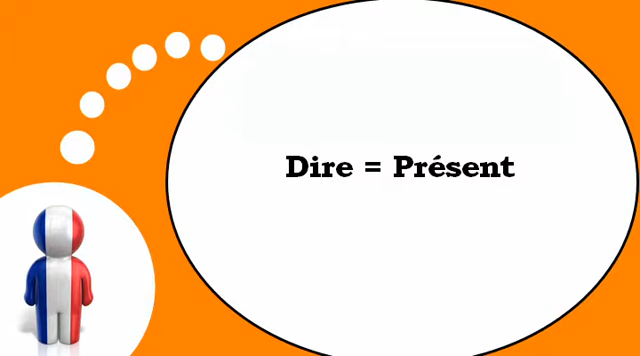 Dire = Présent